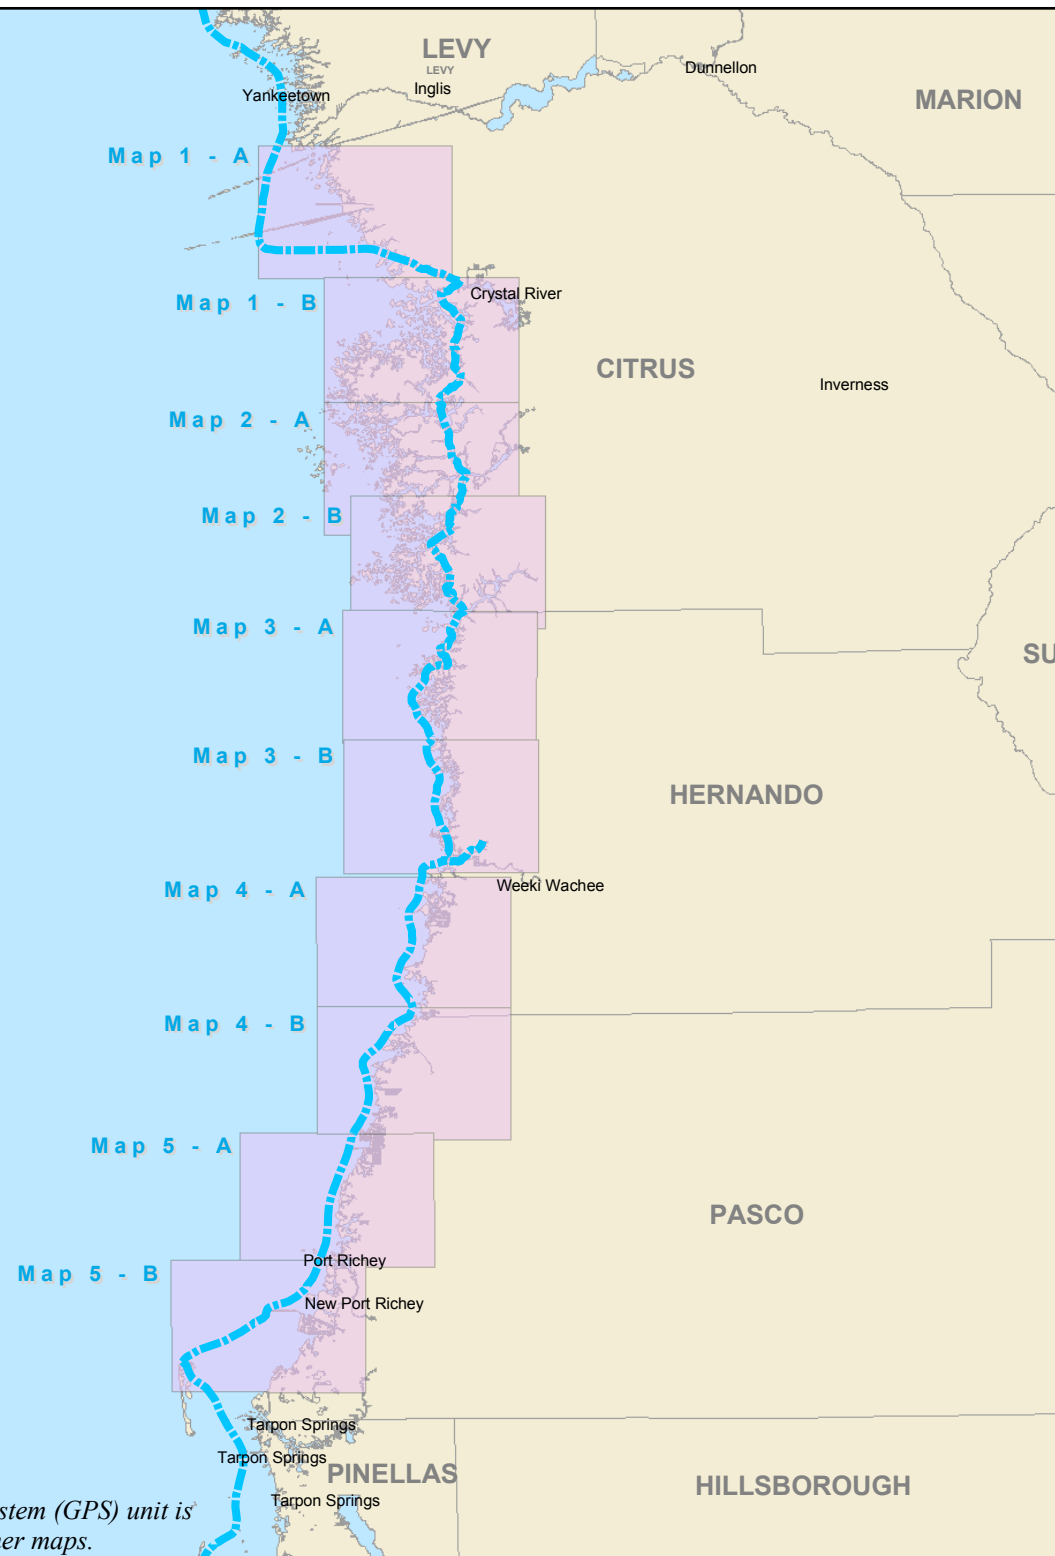 LEVY
LEVY
Dunnellon
Inglis
Yankeetown
MARION
Map 1 - A
Crystal River
Map 1 - B
CITRUS
Inverness
Map 2 - A
Map 2 - B
Map 3 - A
SU
Map 3 - B
HERNANDO
Weeki Wachee
Map 4 - A
Map 4 - B
Map 5 - A
PASCO
Port Richey
Map 5 - B
New Port Richey
Tarpon Springs
Tarpon Springs
PINELLAS
HILLSBOROUGH
Tarpon Springs
stem (GPS) unit is
er maps.